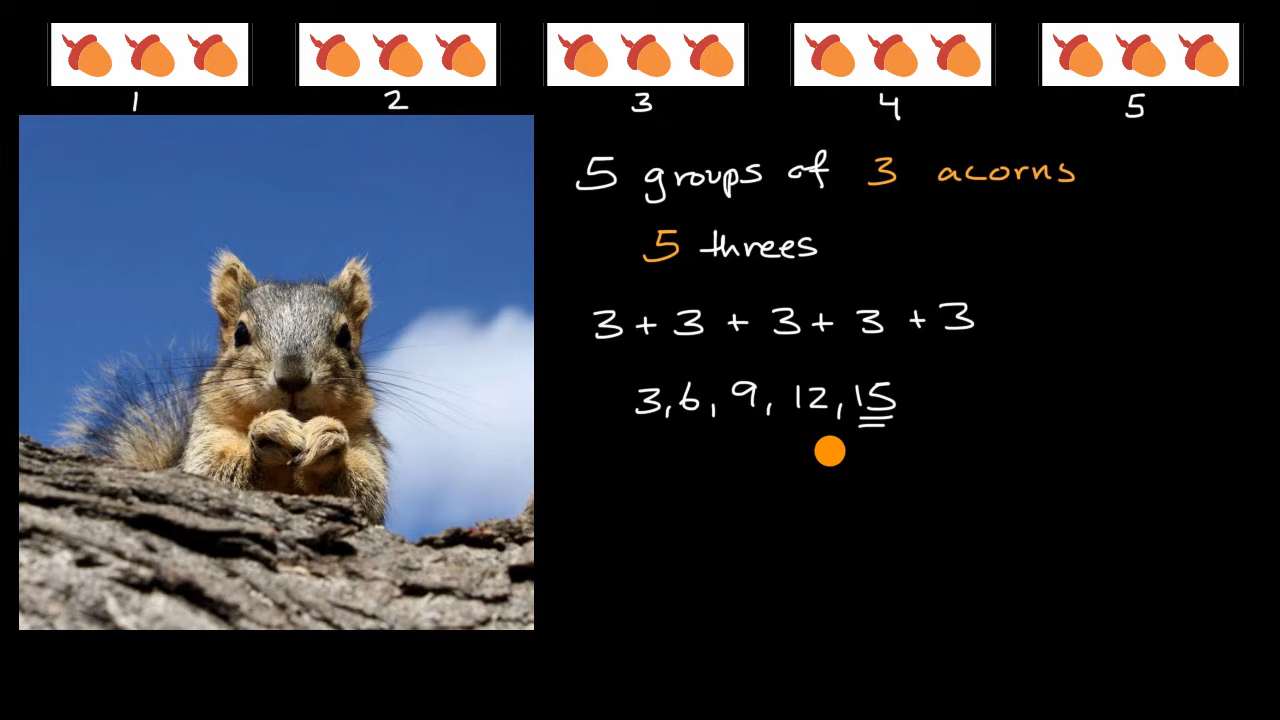 1 2 3 4 5
5 groups of 3 acorns
5 threes
3 + 3 + 3 + 3 + 3
3, 6, 9, 12, 15